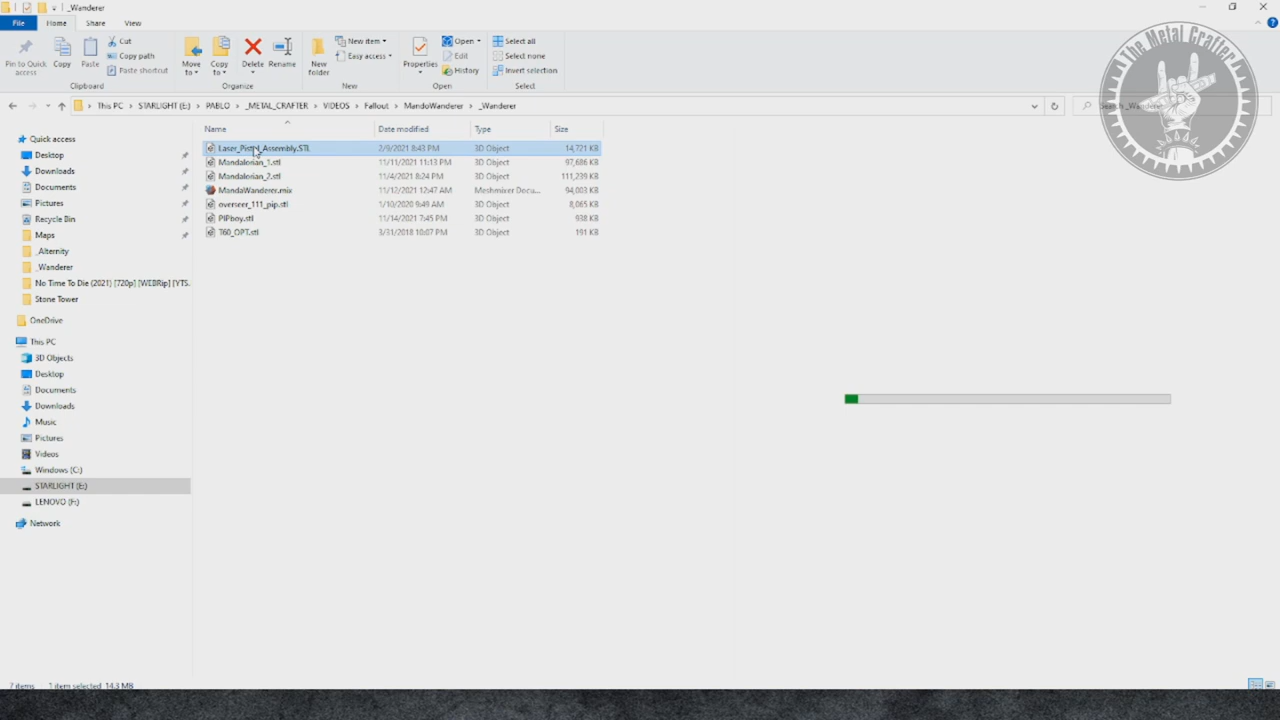 _Wanderer
File Home Share View
Pin to Quick access
Copy
Paste
Cut
Copy path
Paste shortcut
Clipboard
Move to
Copy to
Delete
Rename
Organize
New folder
New item
Easy access
New
Properties
Open
Edit
History
Open
Select all
Select none
Invert selection
Select
The Metal Crafter
This PC > STARLIGHT (E:) > PABLO > _METAL_CRAFTER > VIDEOS > Fallout > MandoWanderer > _Wanderer
Search _Wanderer
Name Date modified Type Size
Laser_Pistol_Assembly.STL 2/9/2021 8:43 PM 3D Object 14,721 KB
Mandalorian_1.stl 11/11/2021 11:13 PM 3D Object 97,686 KB
Mandalorian_2.stl 11/4/2021 8:24 PM 3D Object 111,239 KB
MandaWanderer.mix 11/12/2021 12:47 AM Meshmixer Docu... 94,003 KB
overseer_111_pip.stl 1/10/2020 9:49 AM 3D Object 8,065 KB
PIPboy.stl 11/14/2021 7:45 PM 3D Object 938 KB
T60_OPT.stl 3/31/2018 10:07 PM 3D Object 191 KB
Quick access
Desktop
Downloads
Documents
Pictures
Recycle Bin
Maps
_Alternity
_Wanderer
No Time To Die (2021) [720p] [WEBRip] [YTS.
Stone Tower
OneDrive
This PC
3D Objects
Desktop
Documents
Downloads
Music
Pictures
Videos
Windows (C:)
STARLIGHT (E:)
LENOVO (F:)
Network
7 items 1 item selected 14.3 MB